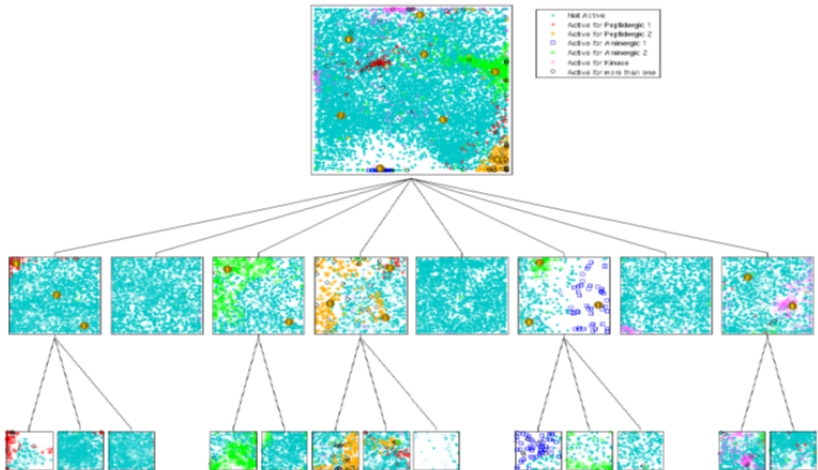 Not Active
Active for Peptidergic 1
Active for Peptidergic 2
Active for Aminergic 1
Active for Aminergic 2
Active for Kinase
Active for more than one